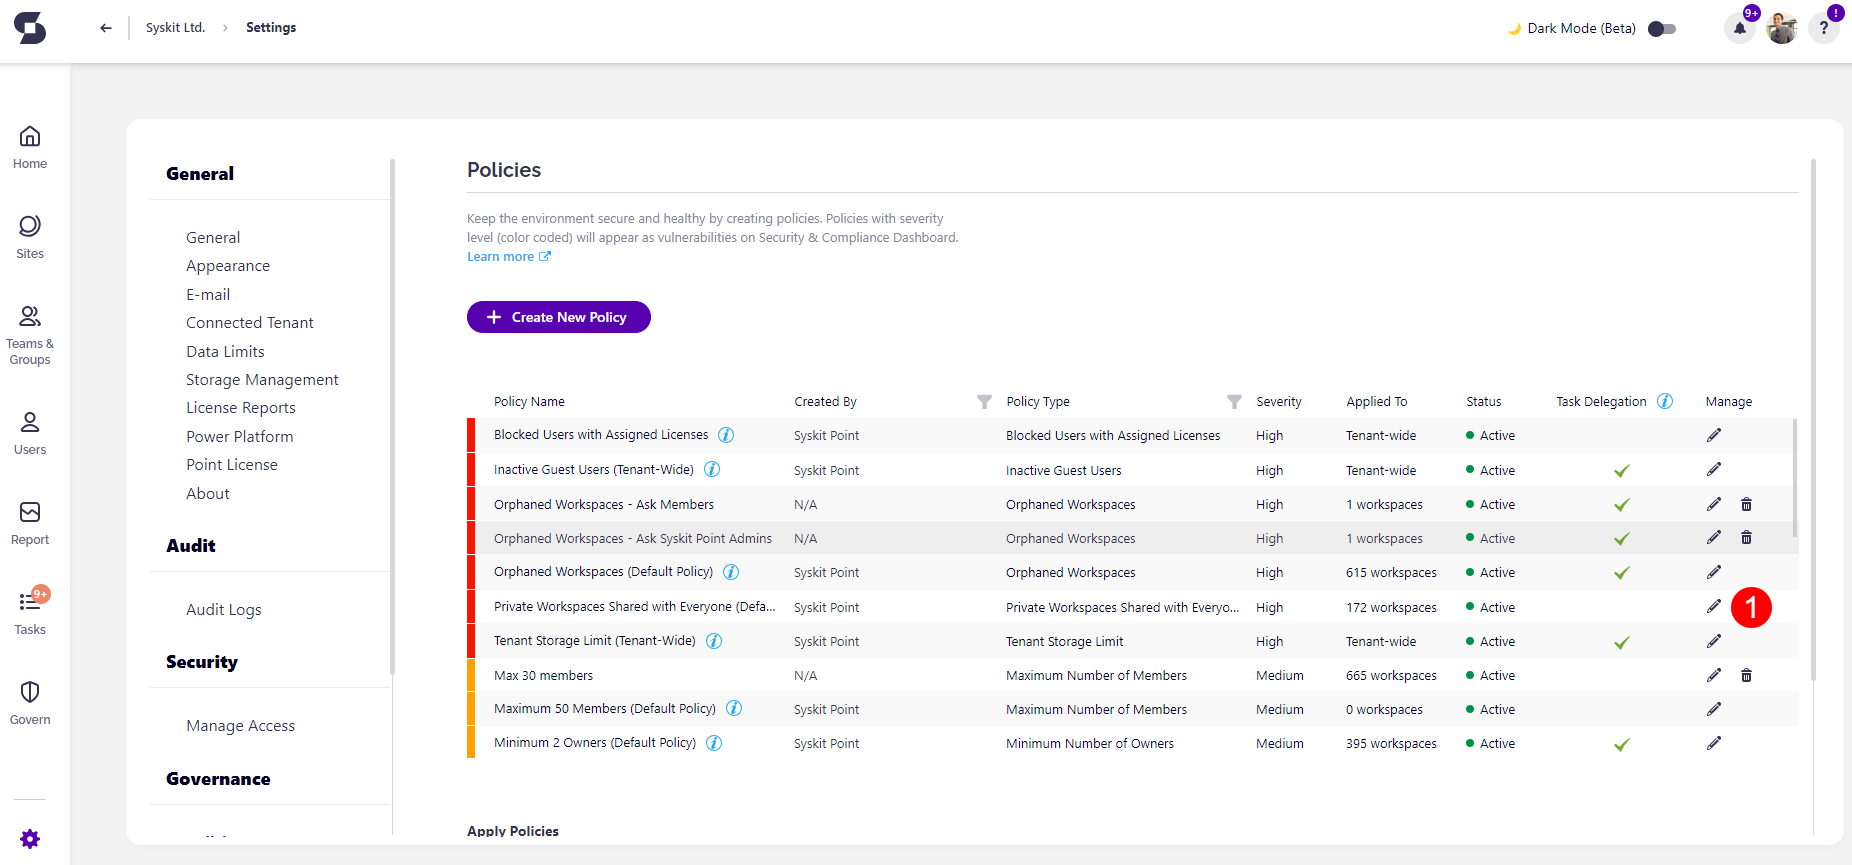 Syskit Ltd. › Settings
🌙 Dark Mode (Beta)
9+
?
!
Home
Sites
Teams &
Groups
Users
Report
9+
Tasks
Govern
General
General
Appearance
E-mail
Connected Tenant
Data Limits
Storage Management
License Reports
Power Platform
Point License
About
Audit
Audit Logs
Security
Manage Access
Governance
Policies
Keep the environment secure and healthy by creating policies. Policies with severity
level (color coded) will appear as vulnerabilities on Security & Compliance Dashboard.
Learn more
+ Create New Policy
Policy Name Created By Policy Type Severity Applied To Status Task Delegation i Manage
Blocked Users with Assigned Licenses i Syskit Point Blocked Users with Assigned Licenses High Tenant-wide Active
Inactive Guest Users (Tenant-Wide) i Syskit Point Inactive Guest Users High Tenant-wide Active
Orphaned Workspaces - Ask Members N/A Orphaned Workspaces High 1 workspaces Active
Orphaned Workspaces - Ask Syskit Point Admins N/A Orphaned Workspaces High 1 workspaces Active
Orphaned Workspaces (Default Policy) i Syskit Point Orphaned Workspaces High 615 workspaces Active
Private Workspaces Shared with Everyone (Defa... Syskit Point Private Workspaces Shared with Everyo... High 172 workspaces Active 1
Tenant Storage Limit (Tenant-Wide) i Syskit Point Tenant Storage Limit High Tenant-wide Active
Max 30 members N/A Maximum Number of Members Medium 665 workspaces Active
Maximum 50 Members (Default Policy) i Syskit Point Maximum Number of Members Medium 0 workspaces Active
Minimum 2 Owners (Default Policy) i Syskit Point Minimum Number of Owners Medium 395 workspaces Active
Apply Policies